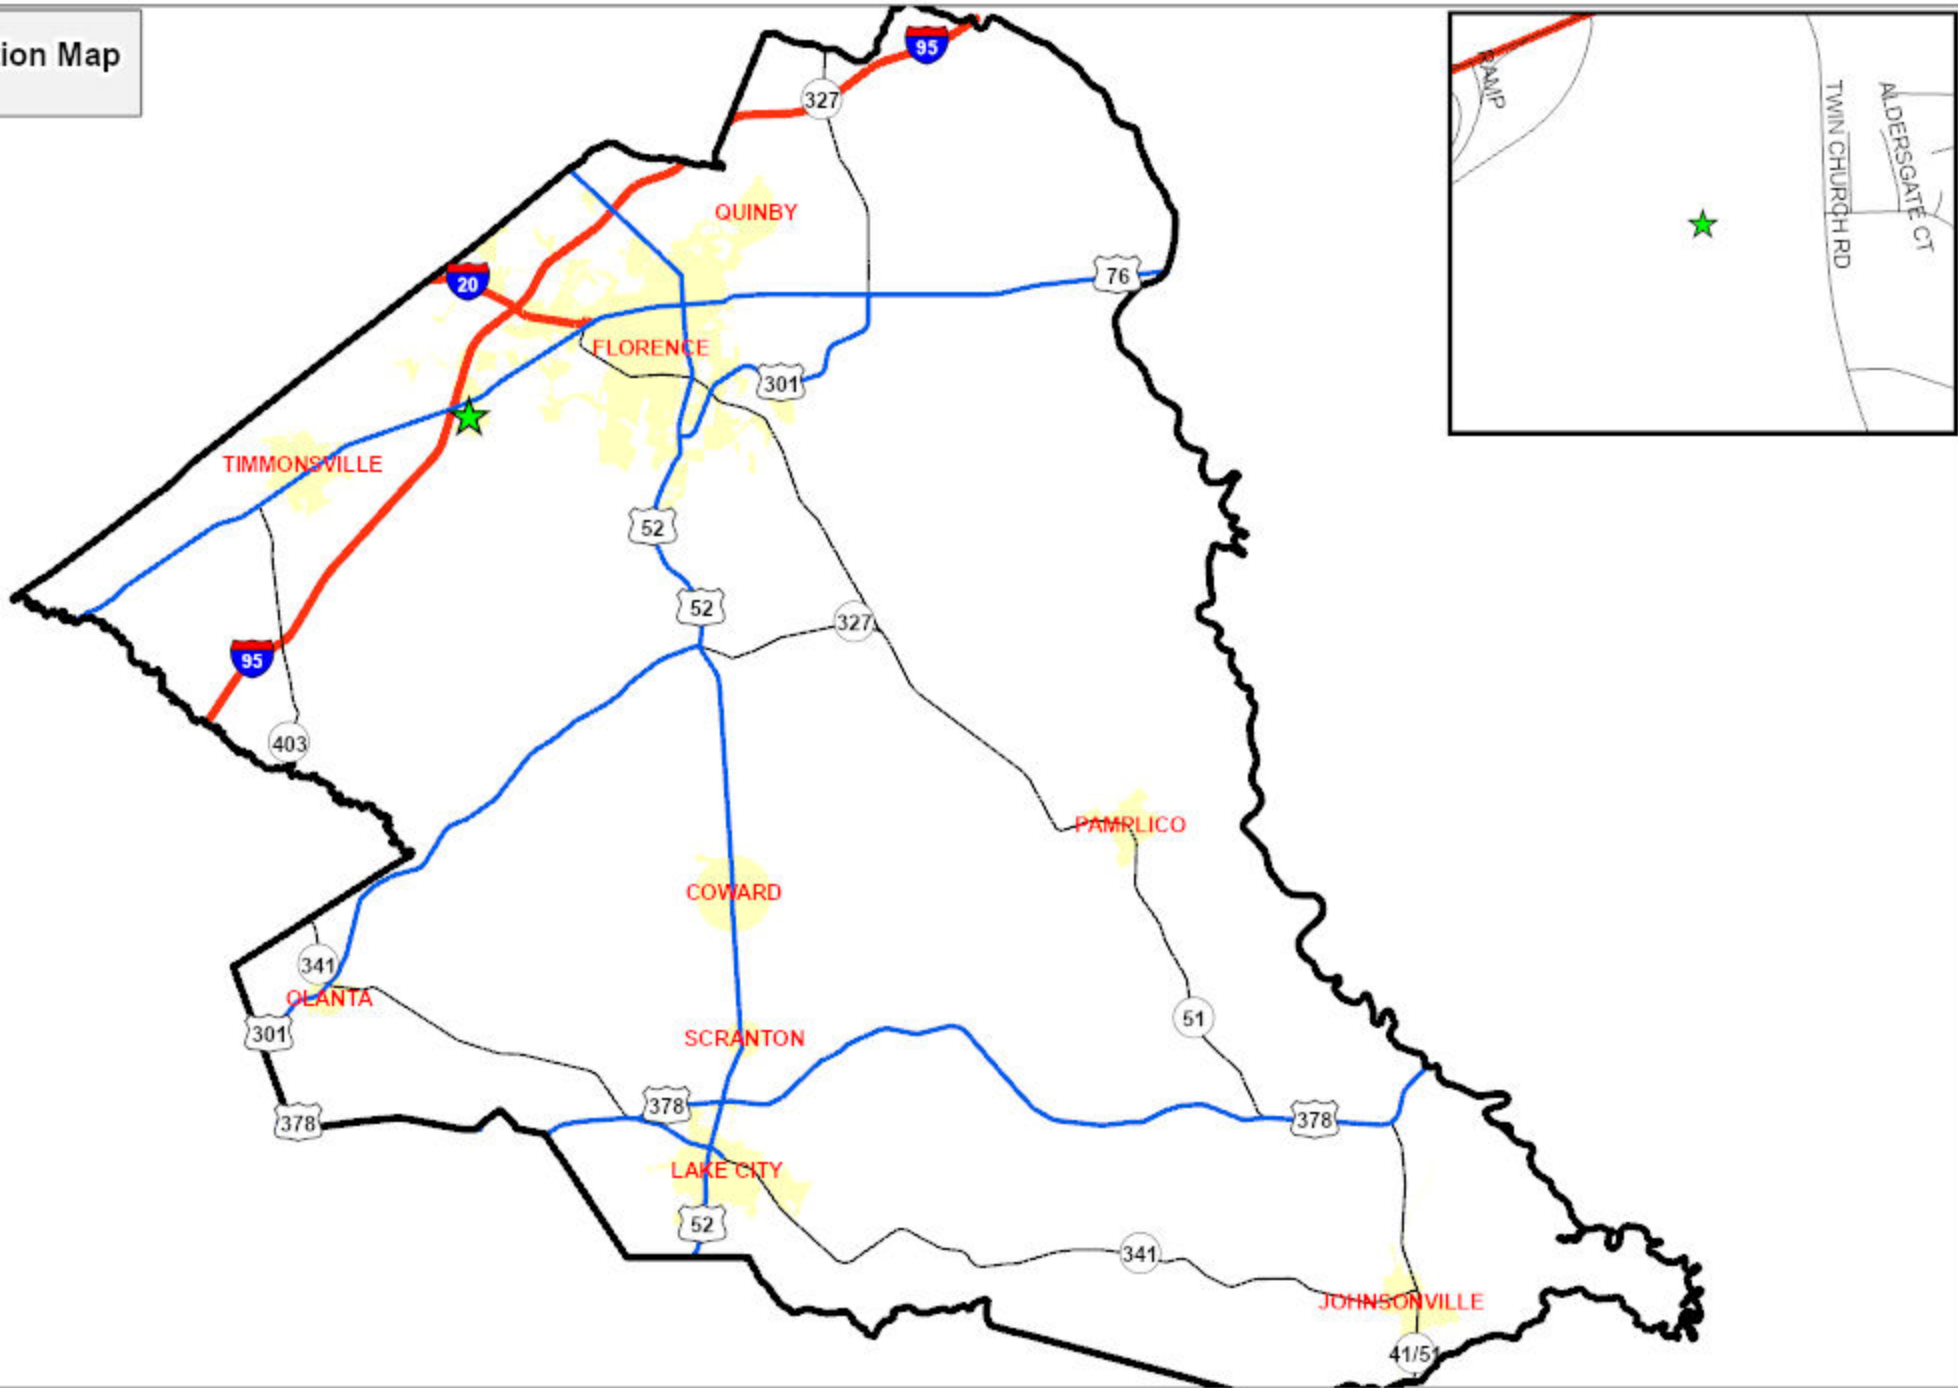 ion Map
95
327
QUINBY
20
76
FLORENCE
301
TIMMONSVILLE
52
52
327
95
403
PAMPLICO
COWARD
341
OLANTA
301
51
SCRANTON
378
378
378
LAKE CITY
52
341
JOHNSONVILLE
41/51
RAMP
TWIN CHURCH RD
ALDERSGATE CT